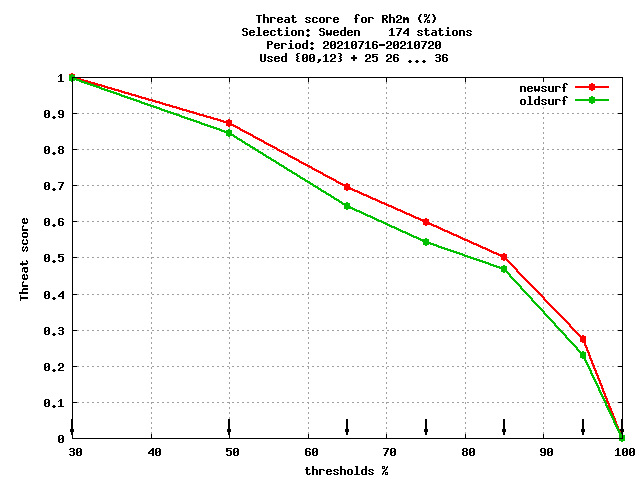 Threat score  for Rh2m (%)
Selection: Sweden    174 stations
Period: 20210716-20210720
Used {00,12} + 25 26 ... 36
newsurf
oldsurf
Threat score
1
0.9
0.8
0.7
0.6
0.5
0.4
0.3
0.2
0.1
0
30 40 50 60 70 80 90 100
thresholds %